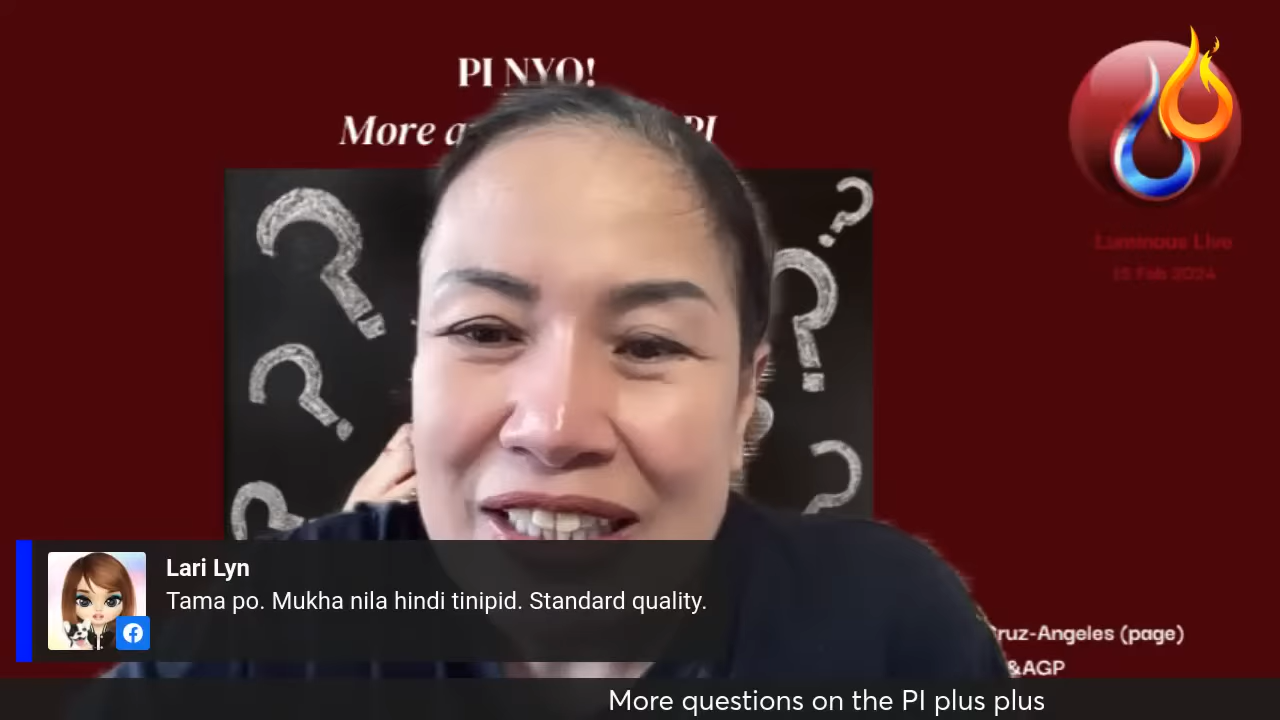 PI NYO!
More a PI
Luminous Live
15 Feb 2024
Lari Lyn
Tama po. Mukha nila hindi tinipid. Standard quality.
ruz-Angeles (page)
&AGP
More questions on the PI plus plus